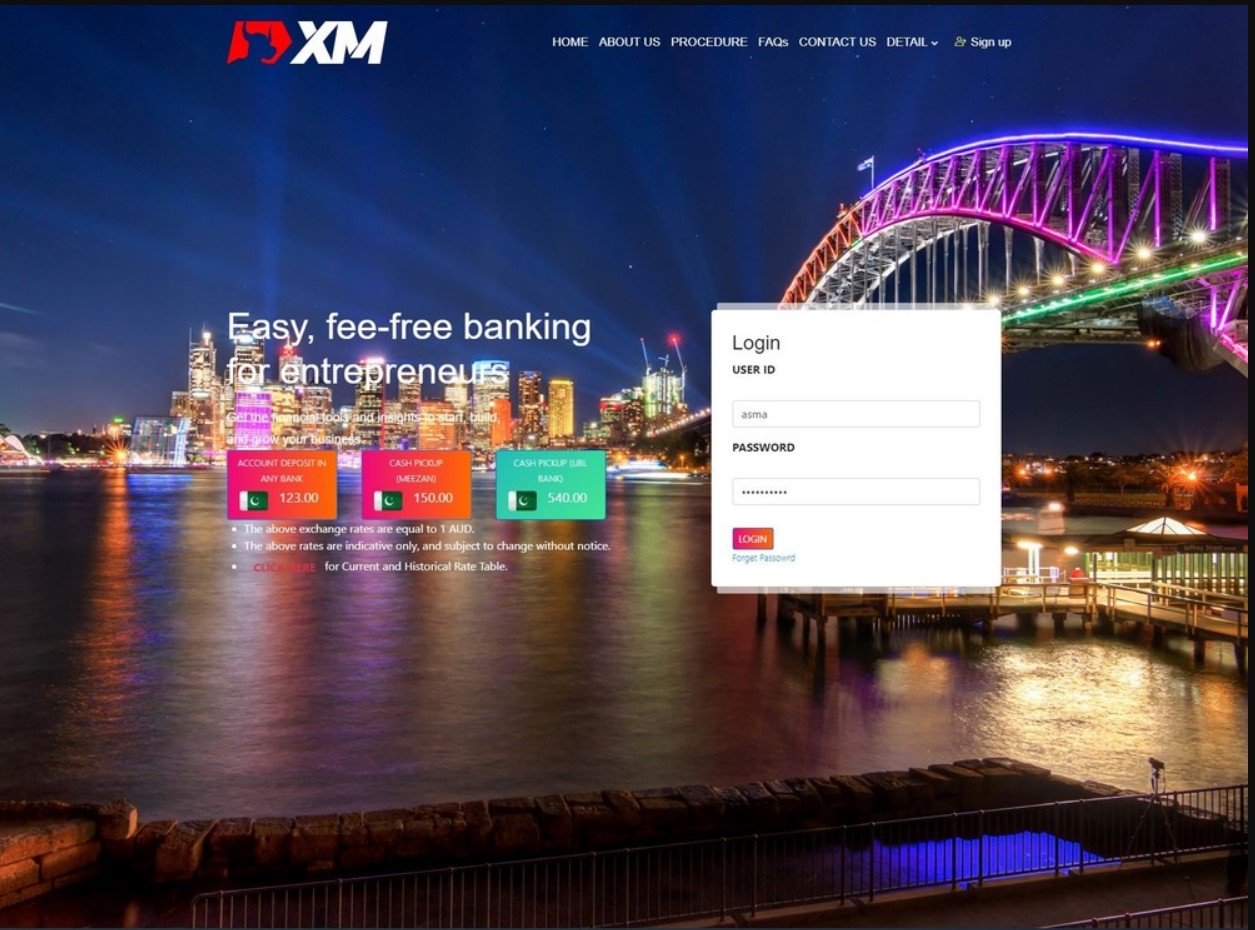 XM
HOME ABOUT US PROCEDURE FAQs CONTACT US DETAIL Sign up
Easy, fee-free banking
for entrepreneurs
Get the financial tools and insights to start, build,
and grow your business.
ACCOUNT DEPOSIT IN
ANY BANK
123.00
CASH PICKUP
(MEEZAN)
150.00
CASH PICKUP (UBL
BANK)
540.00
The above exchange rates are equal to 1 AUD.
The above rates are indicative only, and subject to change without notice.
CLICK HERE for Current and Historical Rate Table.
Login
USER ID
asma
PASSWORD
••••••••••
LOGIN
Forget Passowrd